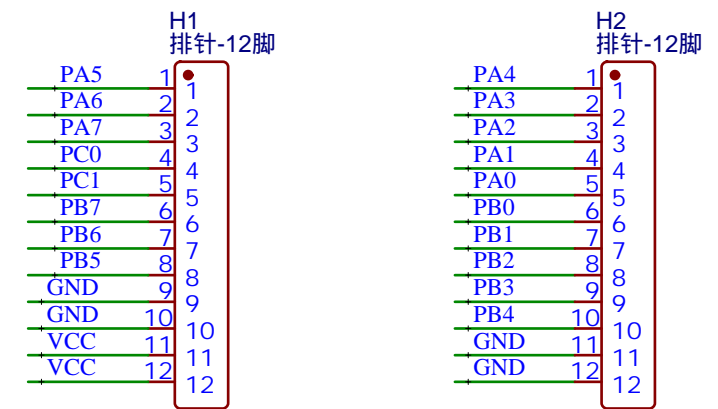 H1
排针-12脚
PA5 1 1
PA6 2 2
PA7 3 3
PC0 4 4
PC1 5 5
PB7 6 6
PB6 7 7
PB5 8 8
GND 9 9
GND 10 10
VCC 11 11
VCC 12 12
H2
排针-12脚
PA4 1 1
PA3 2 2
PA2 3 3
PA1 4 4
PA0 5 5
PB0 6 6
PB1 7 7
PB2 8 8
PB3 9 9
PB4 10 10
GND 11 11
GND 12 12